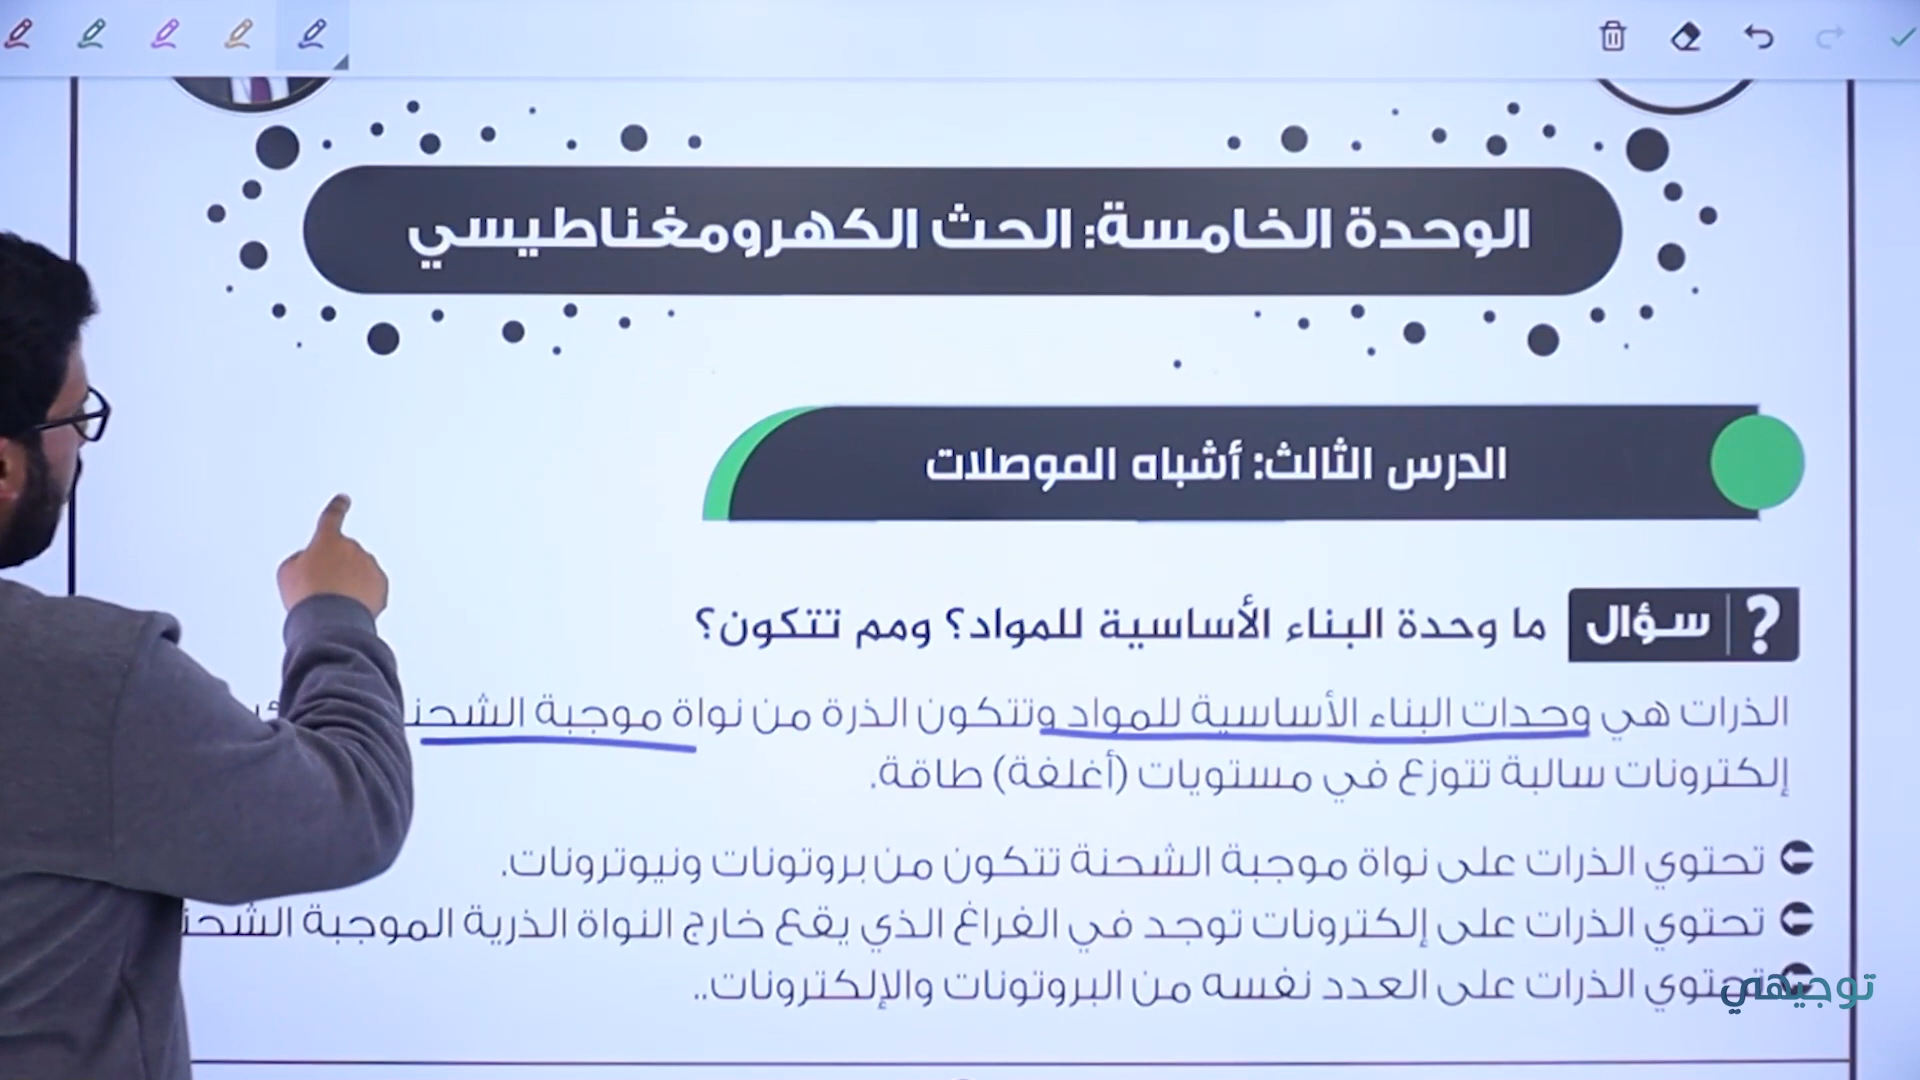 الوحدة الخامسة: الحث الكهرومغناطيسي
الدرس الثالث: أشباه الموصلات
? سؤال
ما وحدة البناء الأساسية للمواد؟ ومم تتكون؟
الذرات هي وحدات البناء الأساسية للمواد وتتكون الذرة من نواة موجبة
إلكترونات سالبة تتوزع في مستويات (أغلفة) طاقة.
تحتوي الذرات على نواة موجبة الشحنة تتكون من بروتونات ونيوترونات.
تحتوي الذرات على إلكترونات توجد في الفراغ الذي يقع خارج النواة الذرية الموجبة
تحتوي الذرات على العدد نفسه من البروتونات والإلكترونات..
توجيهي